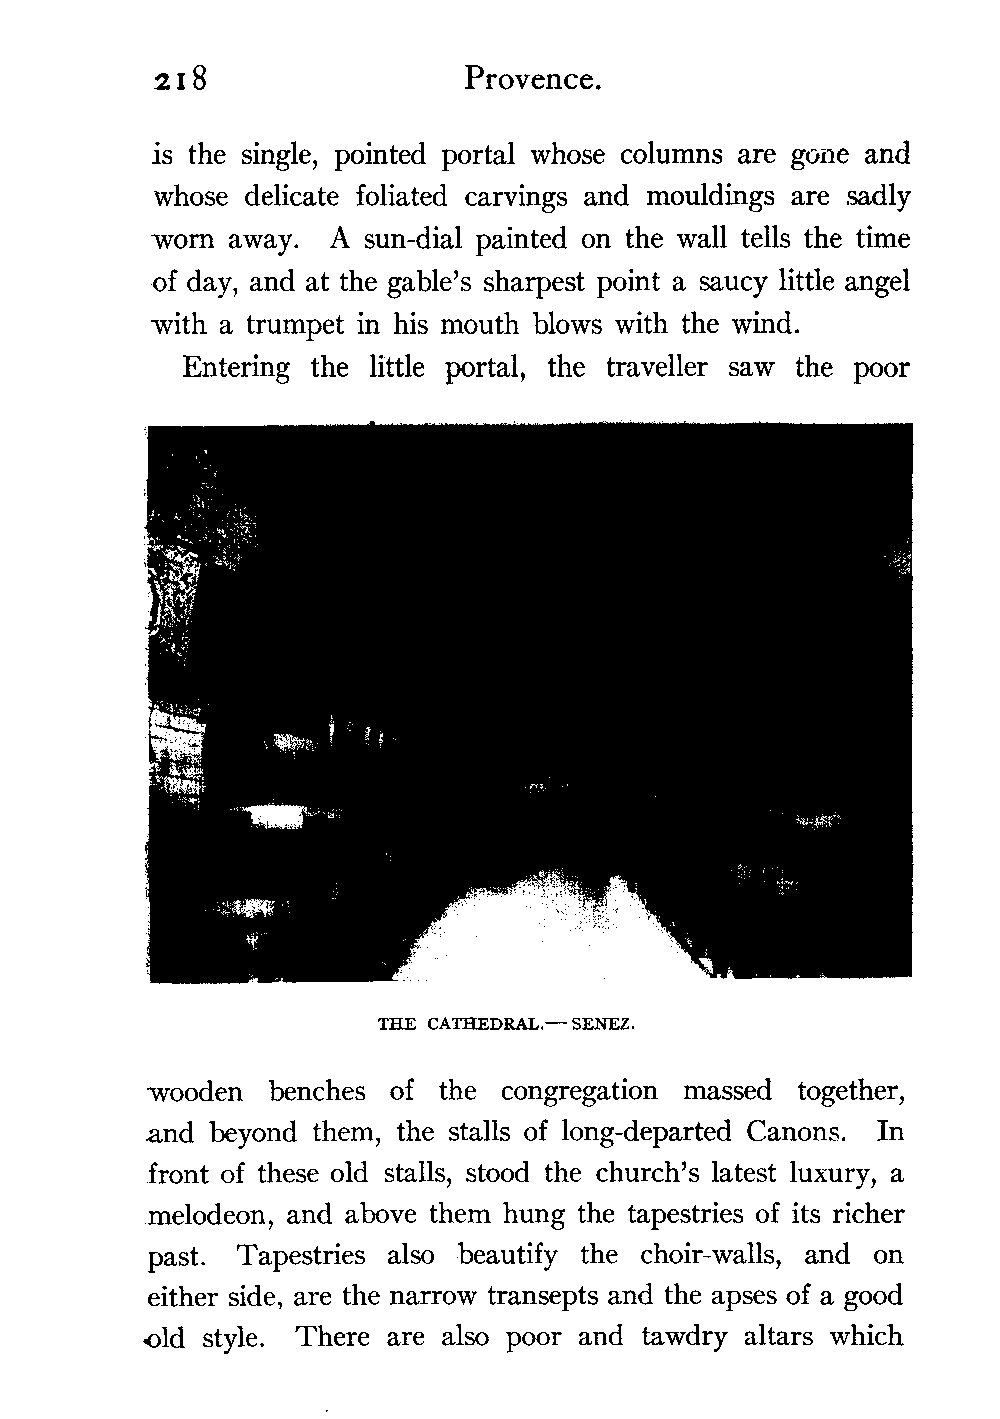 218 Provence.
is the single, pointed portal whose columns are gone and
whose delicate foliated carvings and mouldings are sadly
worn away. A sun-dial painted on the wall tells the time
of day, and at the gable's sharpest point a saucy little angel
with a trumpet in his mouth blows with the wind.
Entering the little portal, the traveller saw the poor
THE CATHEDRAL.—SENEZ.
wooden benches of the congregation massed together,
and beyond them, the stalls of long-departed Canons. In
front of these old stalls, stood the church's latest luxury, a
melodeon, and above them hung the tapestries of its richer
past. Tapestries also beautify the choir-walls, and on
either side, are the narrow transepts and the apses of a good
old style. There are also poor and tawdry altars which